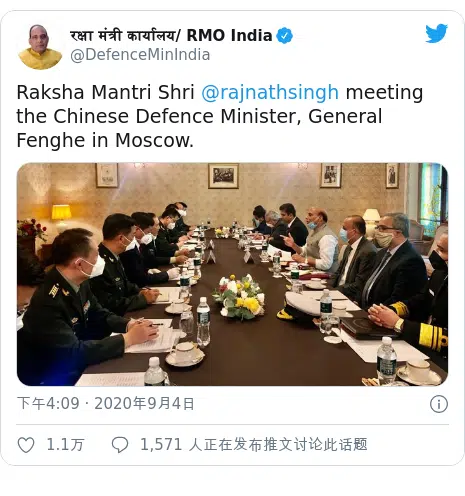 रक्षा मंत्री कार्यालय/ RMO India
@DefenceMinIndia
Raksha Mantri Shri @rajnathsingh meeting
the Chinese Defence Minister, General
Fenghe in Moscow.
下午4:09 · 2020年9月4日
1.1万 1,571 人正在发布推文讨论此话题